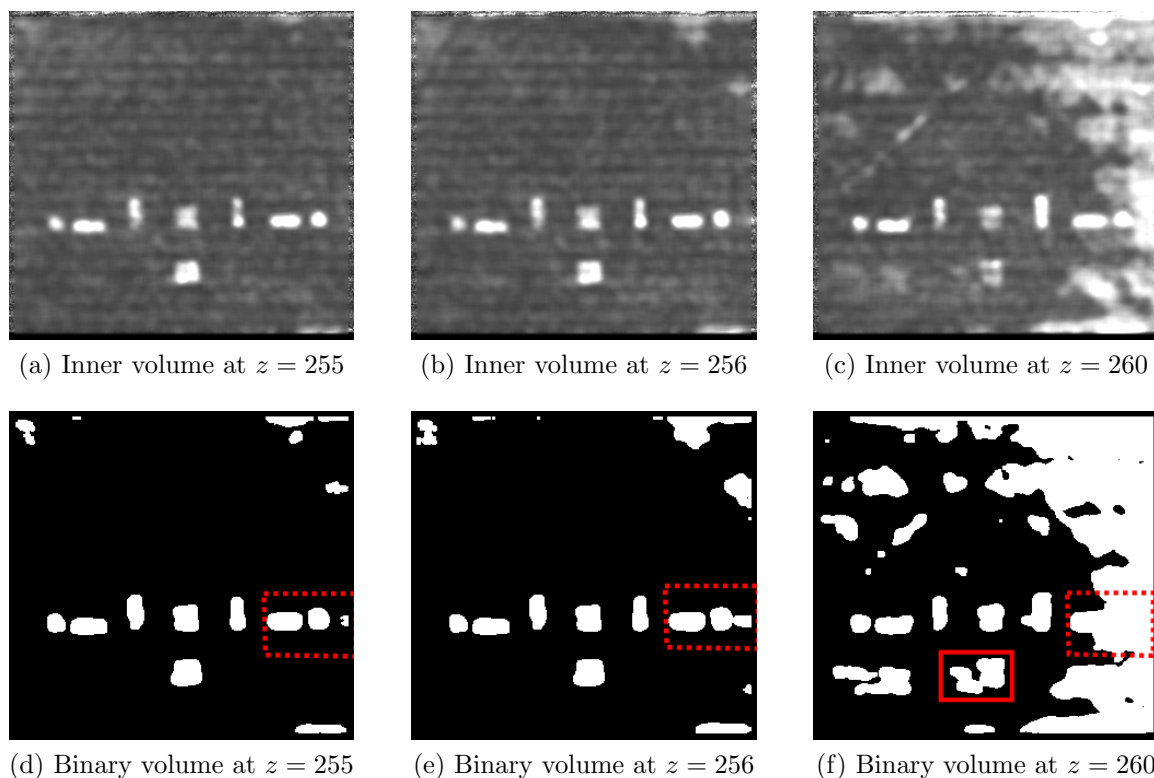 (a) Inner volume at z = 255
(b) Inner volume at z = 256
(c) Inner volume at z = 260
(d) Binary volume at z = 255
(e) Binary volume at z = 256
(f) Binary volume at z = 260